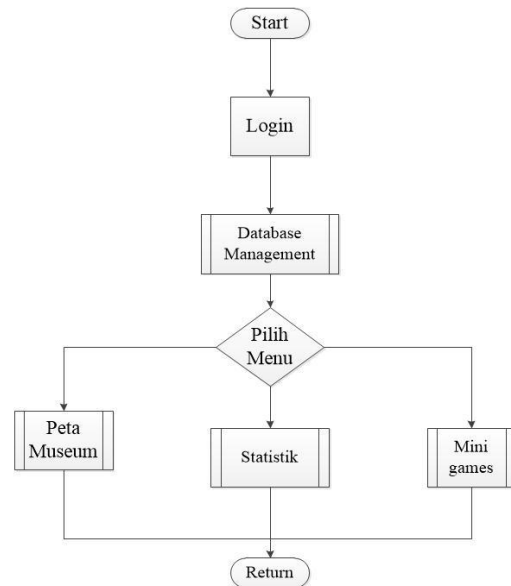 Start
Login
Database
Management
Pilih
Menu
Peta
Museum
Statistik
Mini
games
Return